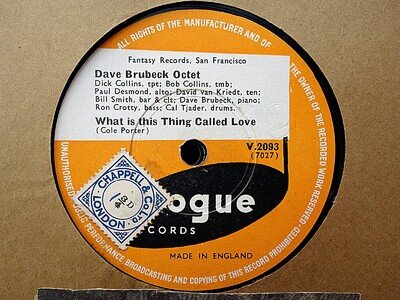 ALL RIGHTS OF THE MANUFACTURER AND OF THE OWNER OF THE RECORDED WORK RESERVED
UNAUTHORISED PUBLIC PERFORMANCE BROADCASTING AND COPYING OF THIS RECORD PROHIBITED
Fantasy Records, San Francisco
Dave Brubeck Octet
Dick Collins, tpt; Bob Collins, tmb;
Paul Desmond, alto; David van Kriedt, ten;
Bill Smith, bar & clt; Dave Brubeck, piano;
Ron Crotty, bass; Cal Tjader, drums.
What is this Thing Called Love
(Cole Porter)
V.2093
(7027)
CHAPPELL & Co. Ltd.
LONDON
ogue
CORDS
MADE IN ENGLAND